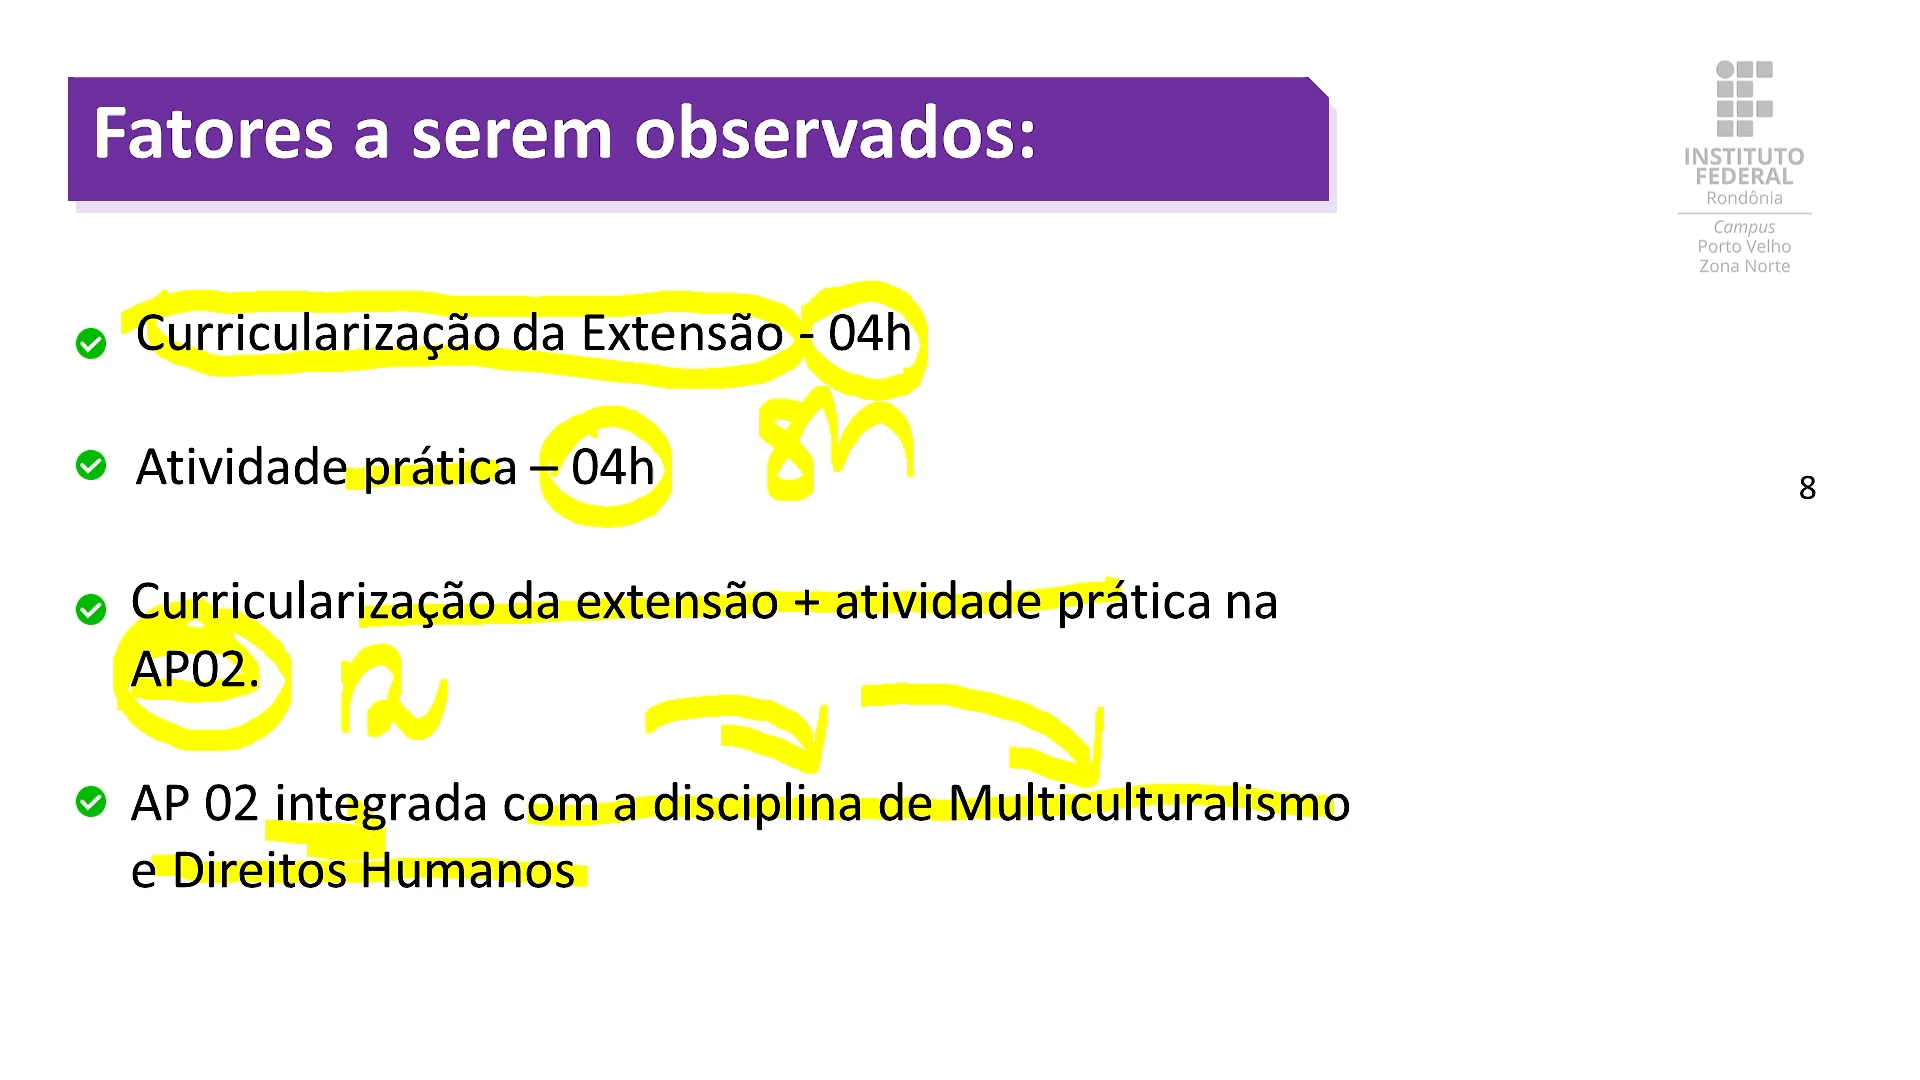 Fatores a serem observados:
INSTITUTO
FEDERAL
Rondônia
Campus
Porto Velho
Zona Norte
Curricularização da Extensão - 04h
8h
Atividade prática – 04h
8
Curricularização da extensão + atividade prática na
AP02.
AP 02 integrada com a disciplina de Multiculturalismo
e Direitos Humanos